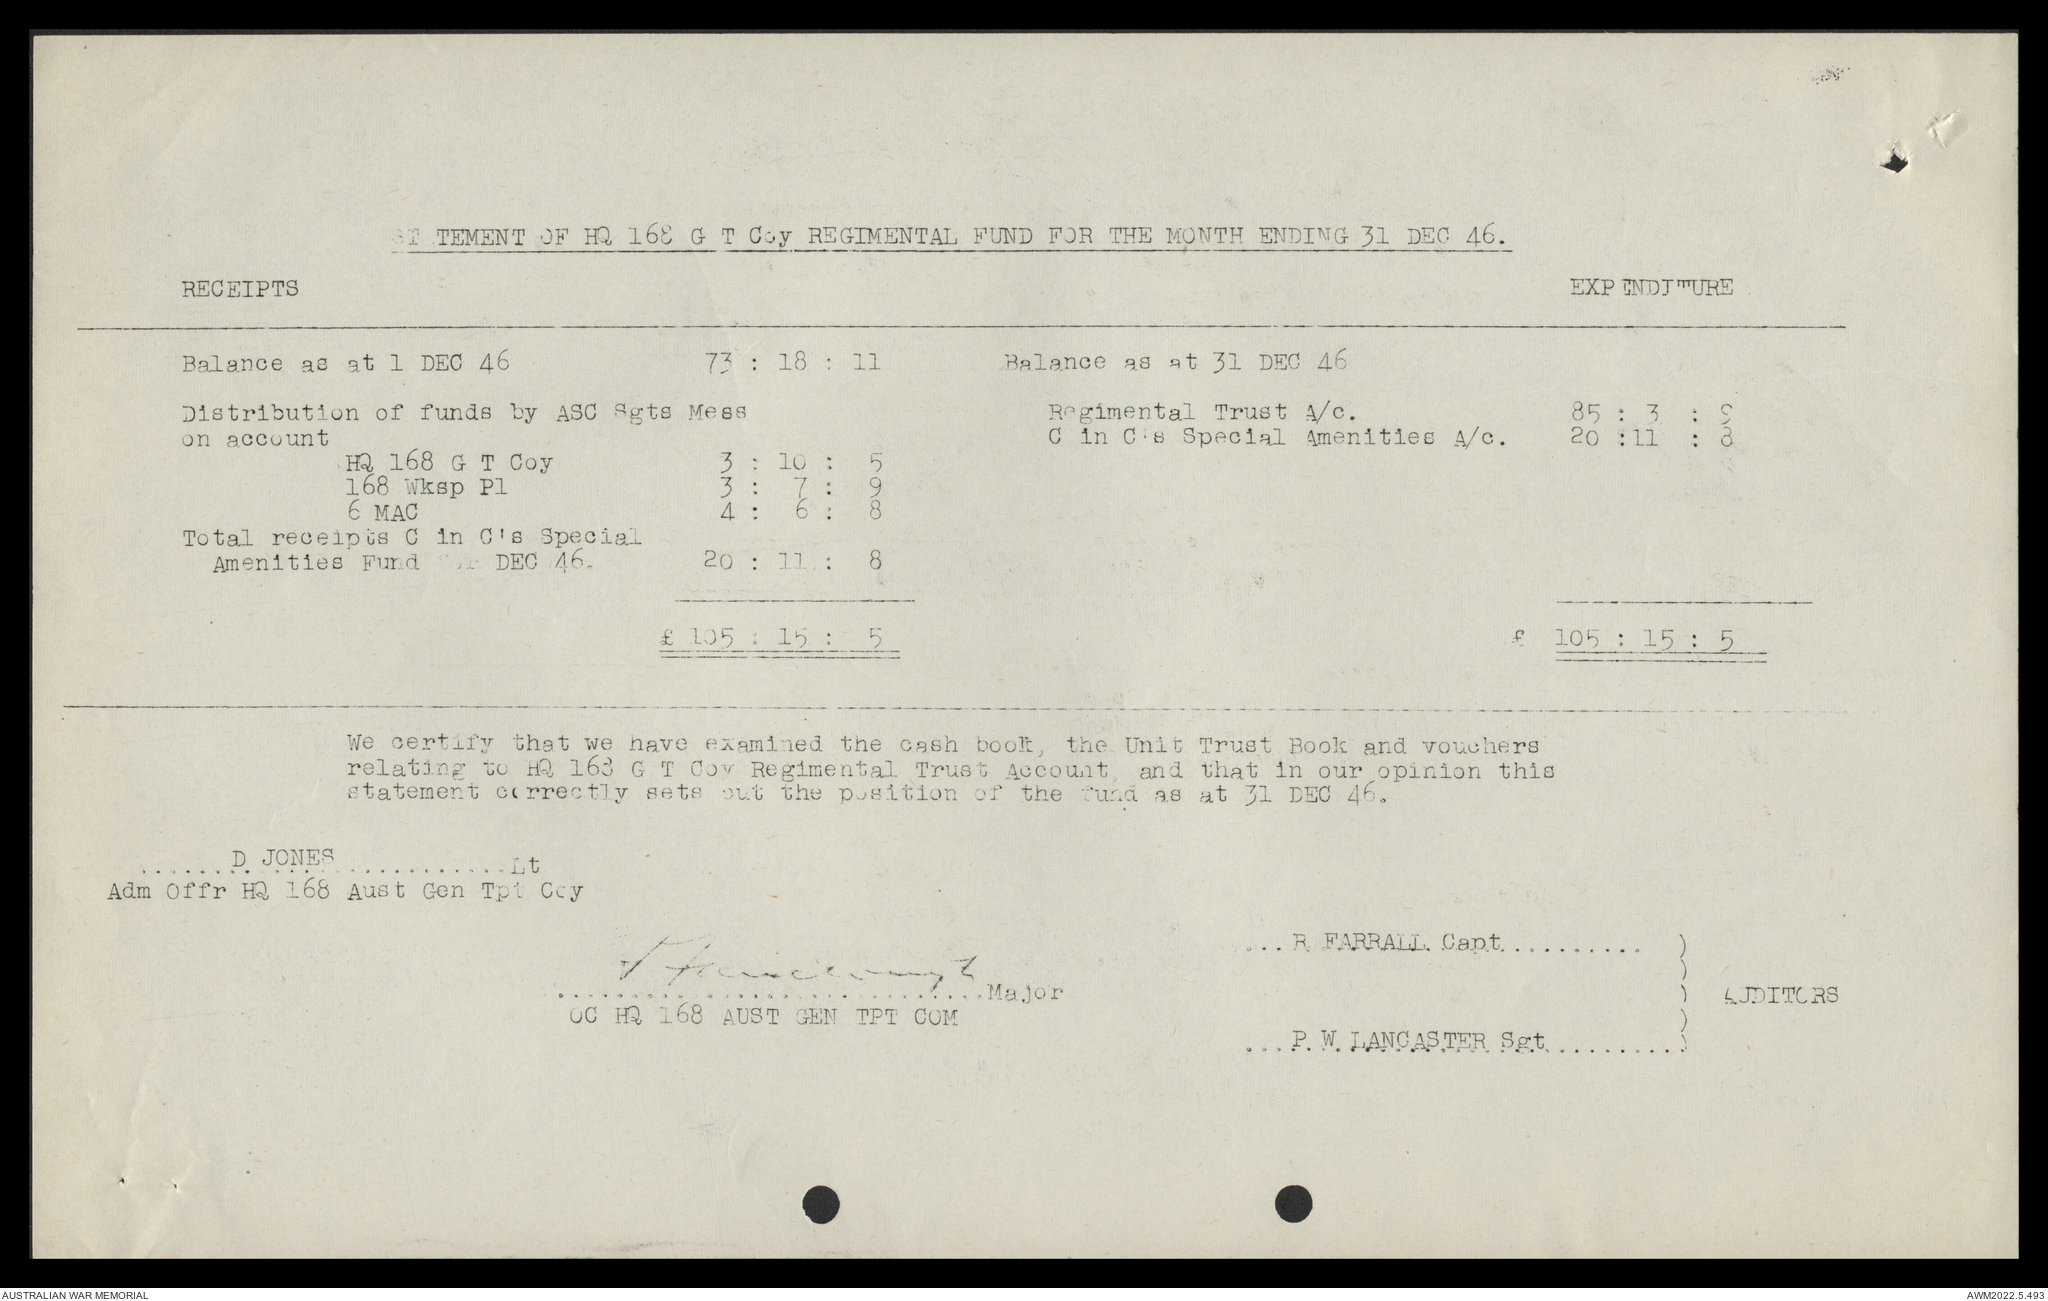 STATEMENT OF HQ 168 G T Coy REGIMENTAL FUND FOR THE MONTH ENDING 31 DEC 46.
RECEIPTS EXPENDITURE
Balance as at 1 DEC 46 73 : 18 : 11 Balance as at 31 DEC 46
Distribution of funds by ASC Sgts Mess Regimental Trust A/c. 85 : 3 : 9
on account C in C's Special Amenities A/c. 20 :11 : 8
HQ 168 G T Coy 3 : 10 : 5
168 Wksp Pl 3 : 7 : 9
6 MAC 4 : 6 : 8
Total receipts C in C's Special
Amenities Fund for DEC 46. 20 : 11 : 8
£ 105 : 15 : 5 £ 105 : 15 : 5
We certify that we have examined the cash book, the Unit Trust Book and vouchers
relating to HQ 168 G T Coy Regimental Trust Account, and that in our opinion this
statement correctly sets out the position of the fund as at 31 DEC 46.
......D JONES............Lt
Adm Offr HQ 168 Aust Gen Tpt Coy
...R FARRALL Capt..........
..............................Major
AUDITORS
OC HQ 168 AUST GEN TPT COM
...P. W. LANCASTER Sgt..........
AUSTRALIAN WAR MEMORIAL AWM2022.5.493